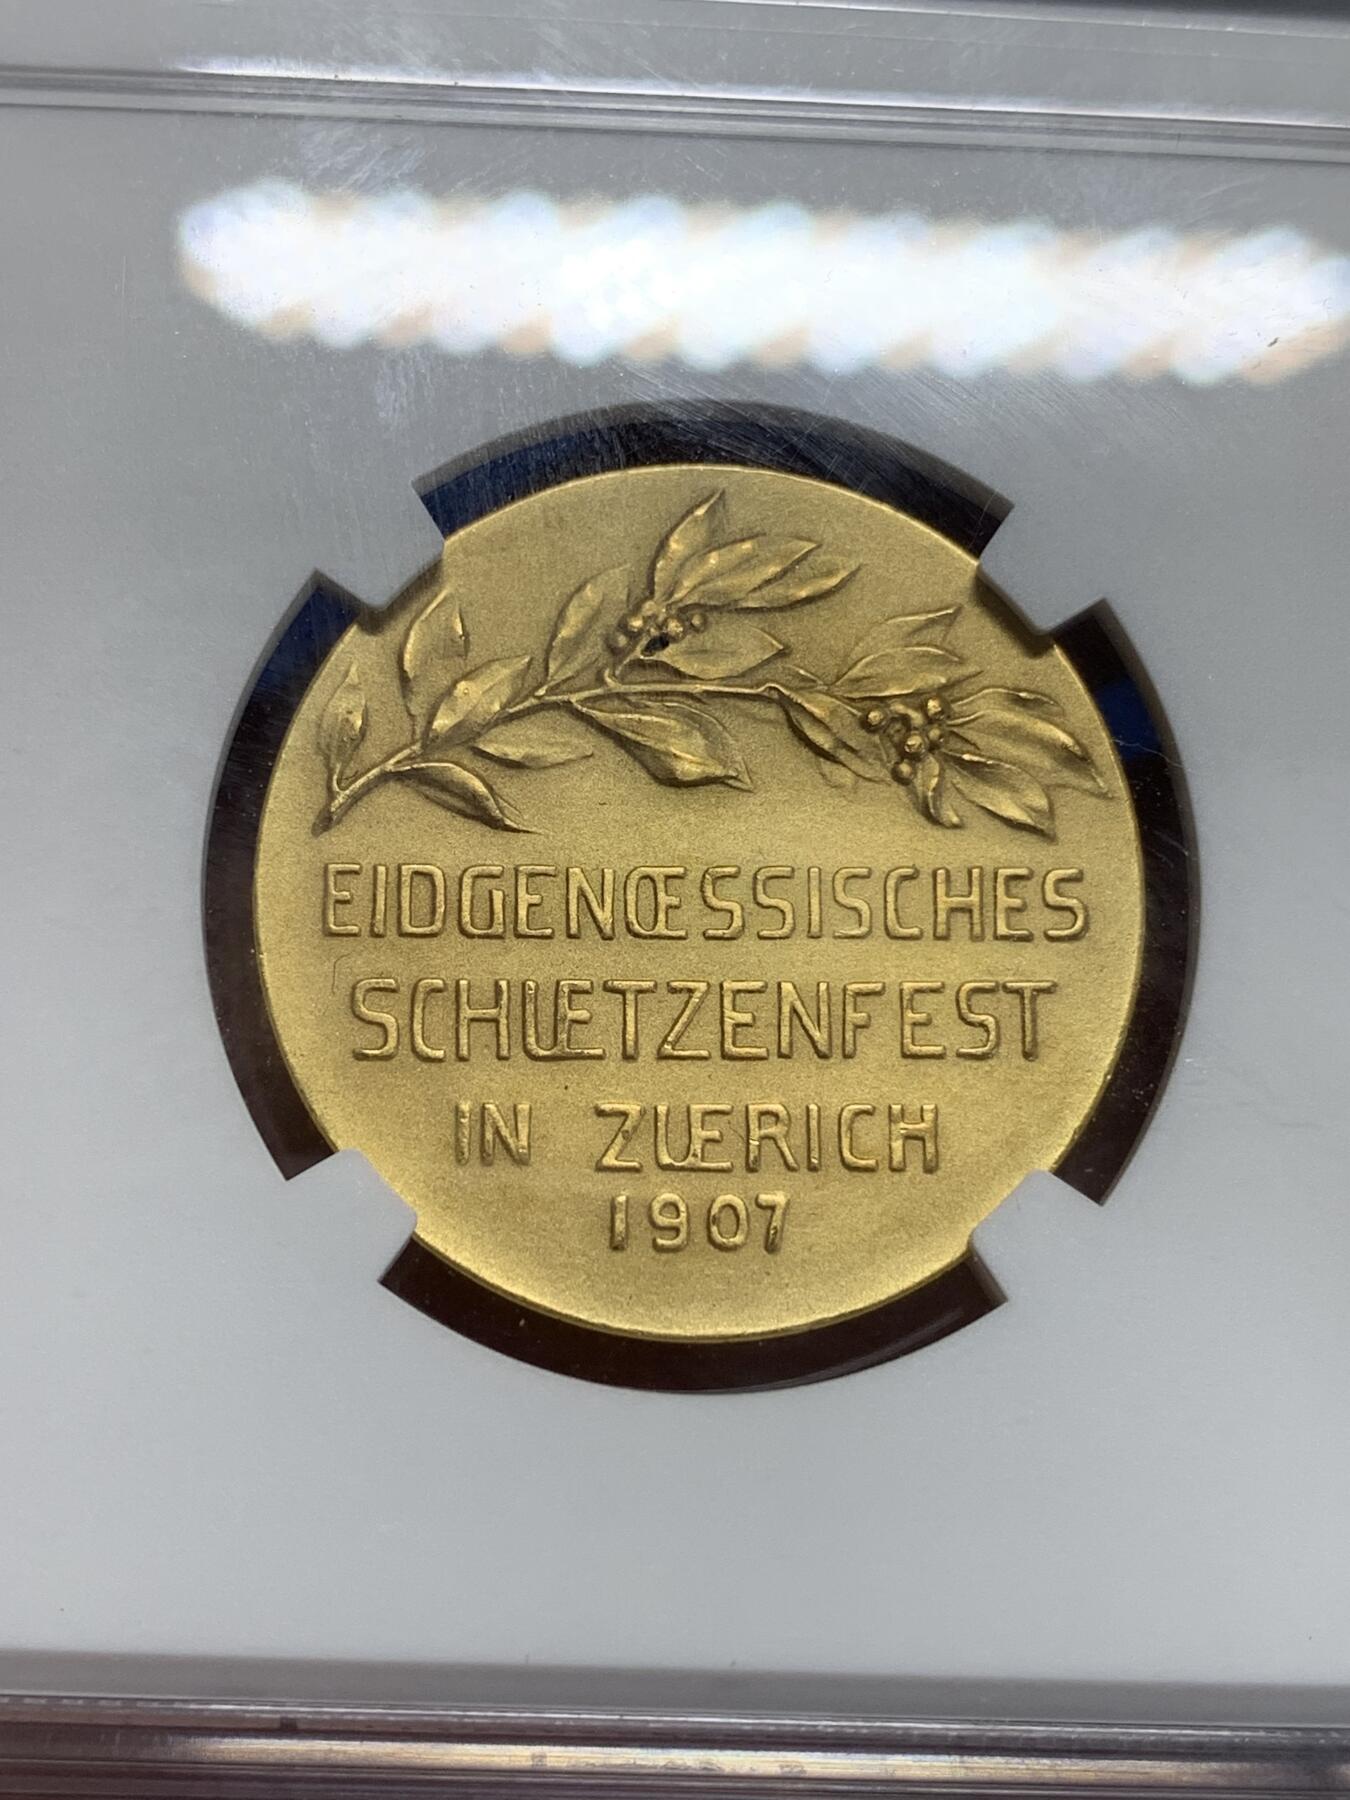 EIDGENŒSSISCHES
SCHUETZENFEST
IN ZUERICH
1907